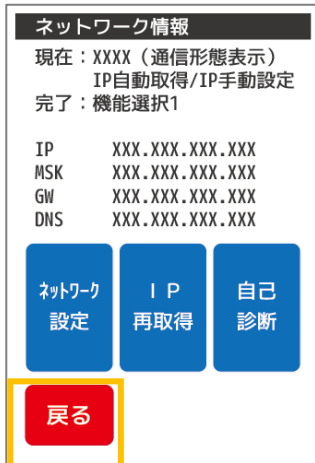 ネットワーク情報
現在：XXXX（通信形態表示）
IP自動取得/IP手動設定
完了：機能選択1
IP XXX.XXX.XXX.XXX
MSK XXX.XXX.XXX.XXX
GW XXX.XXX.XXX.XXX
DNS XXX.XXX.XXX.XXX
ﾈｯﾄﾜｰｸ
設定
ＩＰ
再取得
自己
診断
戻る